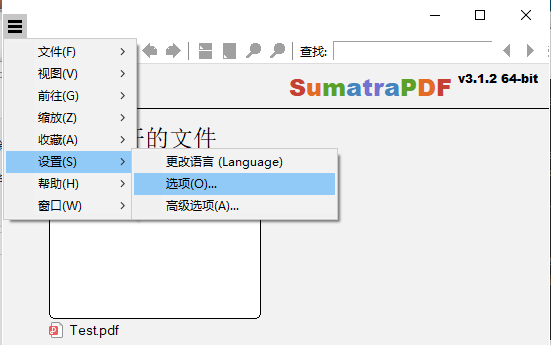 查找:
SumatraPDF v3.1.2 64-bit
文件(F)
视图(V)
前往(G)
缩放(Z)
收藏(A)
开的文件
设置(S)
更改语言 (Language)
帮助(H)
选项(O)...
窗口(W)
高级选项(A)...
Test.pdf